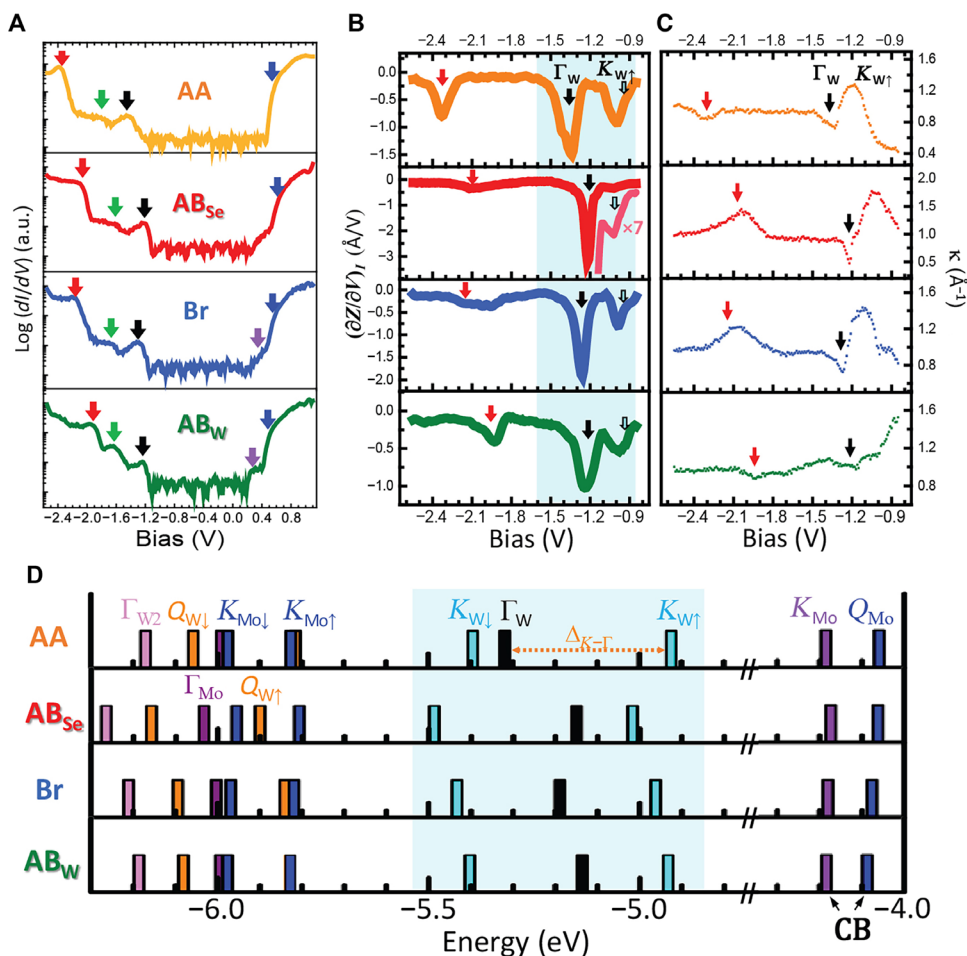 A
B
C
Log (dI/dV) (a.u.)
AA
AB_Se
Br
AB_W
−2.4 −2.0 −1.6 −1.2 −0.8 −0.4 0.0 0.4 0.8
Bias (V)
−2.4 −2.1 −1.8 −1.5 −1.2 −0.9
(∂Z/∂V)_I (Å/V)
Γ_W
K_W↑
0.0
−0.5
−1.0
−1.5
0
−1
−2
−3
×7
0.0
−0.5
−1.0
−1.5
−2.0
0.0
−0.5
−1.0
−2.4 −2.1 −1.8 −1.5 −1.2 −0.9
Bias (V)
−2.4 −2.1 −1.8 −1.5 −1.2 −0.9
Γ_W
K_W↑
1.6
1.2
0.8
0.4
2.0
1.5
1.0
0.5
1.6
1.2
0.8
1.6
1.2
0.8
κ (Å⁻¹)
−2.4 −2.1 −1.8 −1.5 −1.2 −0.9
Bias (V)
D
AA
Γ_W2
Q_W↓
K_Mo↓
K_Mo↑
K_W↓
Γ_W
Δ_K−Γ
K_W↑
K_Mo
Q_Mo
AB_Se
Γ_Mo
Q_W↑
Br
AB_W
−6.0 −5.5 −5.0 −4.0
CB
Energy (eV)